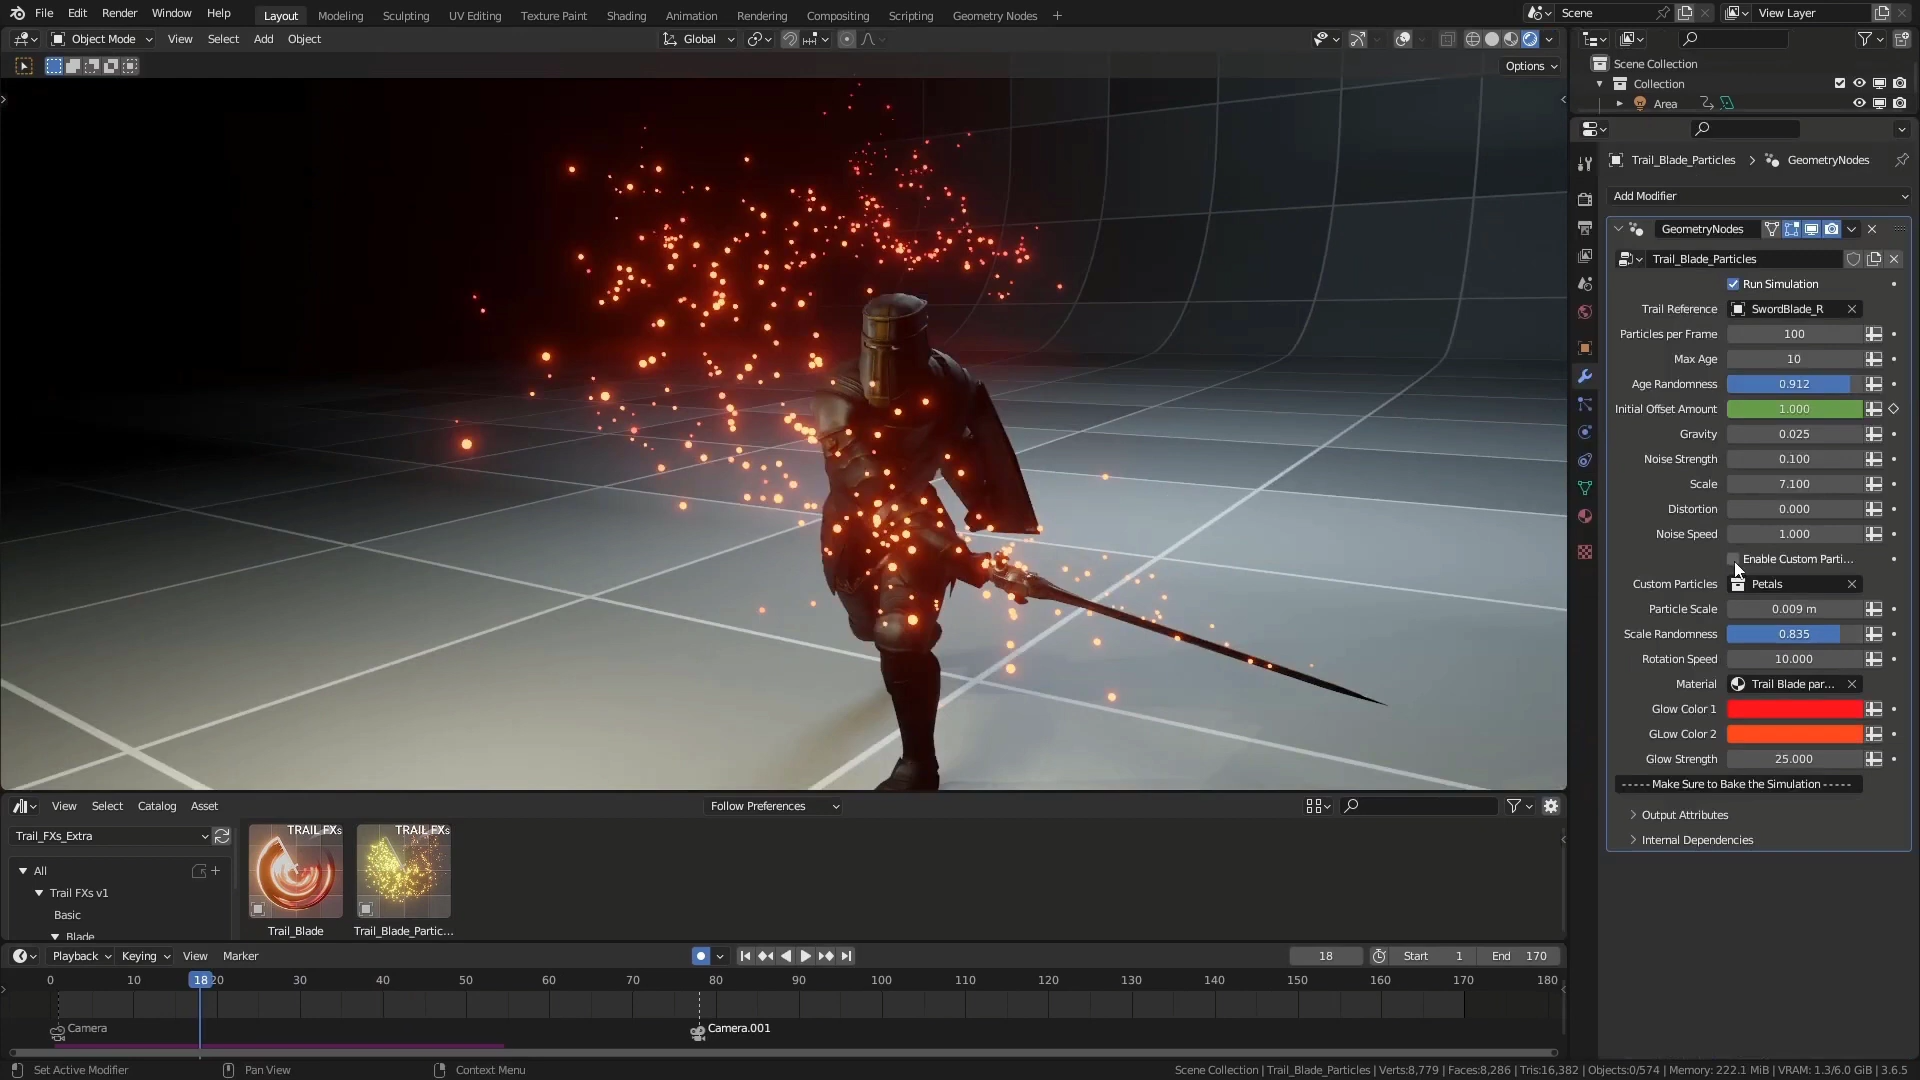 File Edit Render Window Help Layout Modeling Sculpting UV Editing Texture Paint Shading Animation Rendering Compositing Scripting Geometry Nodes + Scene View Layer
Object Mode View Select Add Object Global
Options
Scene Collection
Collection
Area
Trail_Blade_Particles > GeometryNodes
Add Modifier
GeometryNodes
Trail_Blade_Particles
Run Simulation
Trail Reference SwordBlade_R
Particles per Frame 100
Max Age 10
Age Randomness 0.912
Initial Offset Amount 1.000
Gravity 0.025
Noise Strength 0.100
Scale 7.100
Distortion 0.000
Noise Speed 1.000
Enable Custom Parti...
Custom Particles Petals
Particle Scale 0.009 m
Scale Randomness 0.835
Rotation Speed 10.000
Material Trail Blade par...
Glow Color 1
GLow Color 2
Glow Strength 25.000
-----Make Sure to Bake the Simulation-----
Output Attributes
Internal Dependencies
View Select Catalog Asset Follow Preferences
Trail_FXs_Extra
All
Trail FXs v1
Basic
Blade
TRAIL FXs
Trail_Blade
TRAIL FXs
Trail_Blade_Partic...
Playback Keying View Marker 18 Start 1 End 170
0 10 18 20 30 40 50 60 70 80 90 100 110 120 130 140 150 160 170 180
Camera Camera.001
Set Active Modifier Pan View Context Menu Scene Collection | Trail_Blade_Particles | Verts:8,779 | Faces:8,286 | Tris:16,382 | Objects:0/574 | Memory: 222.1 MiB | VRAM: 1.3/6.0 GiB | 3.6.5